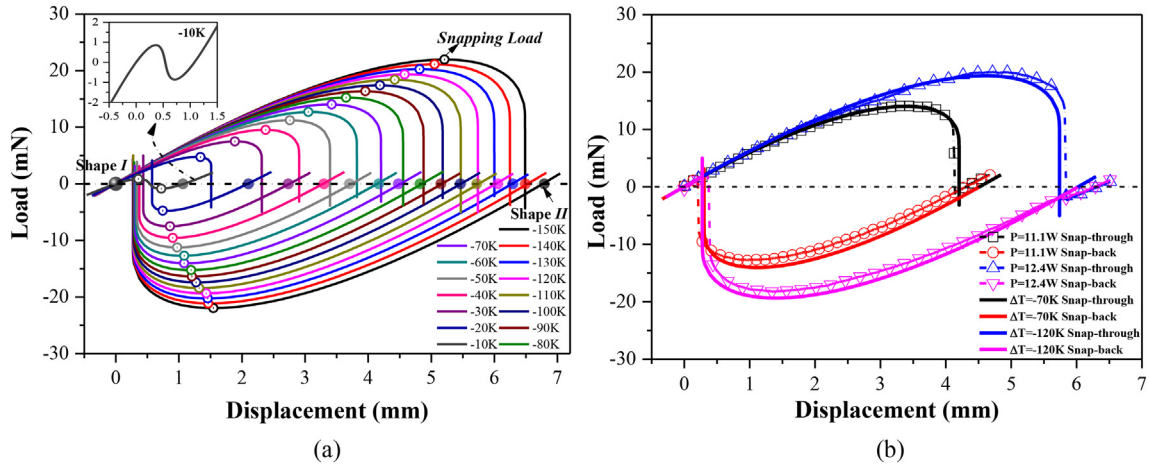 30
20
10
0
-10
-20
-30
Load (mN)
0
1
2
3
4
5
6
7
Displacement (mm)
2
1
0
-1
-2
-0.5
0.0
0.5
1.0
1.5
-10K
Snapping Load
Shape I
Shape II
-150K
-70K
-140K
-60K
-130K
-50K
-120K
-40K
-110K
-30K
-100K
-20K
-90K
-10K
-80K
(a)
30
20
10
0
-10
-20
-30
Load (mN)
0
1
2
3
4
5
6
7
Displacement (mm)
P=11.1W Snap-through
P=11.1W Snap-back
P=12.4W Snap-through
P=12.4W Snap-back
ΔT=-70K Snap-through
ΔT=-70K Snap-back
ΔT=-120K Snap-through
ΔT=-120K Snap-back
(b)